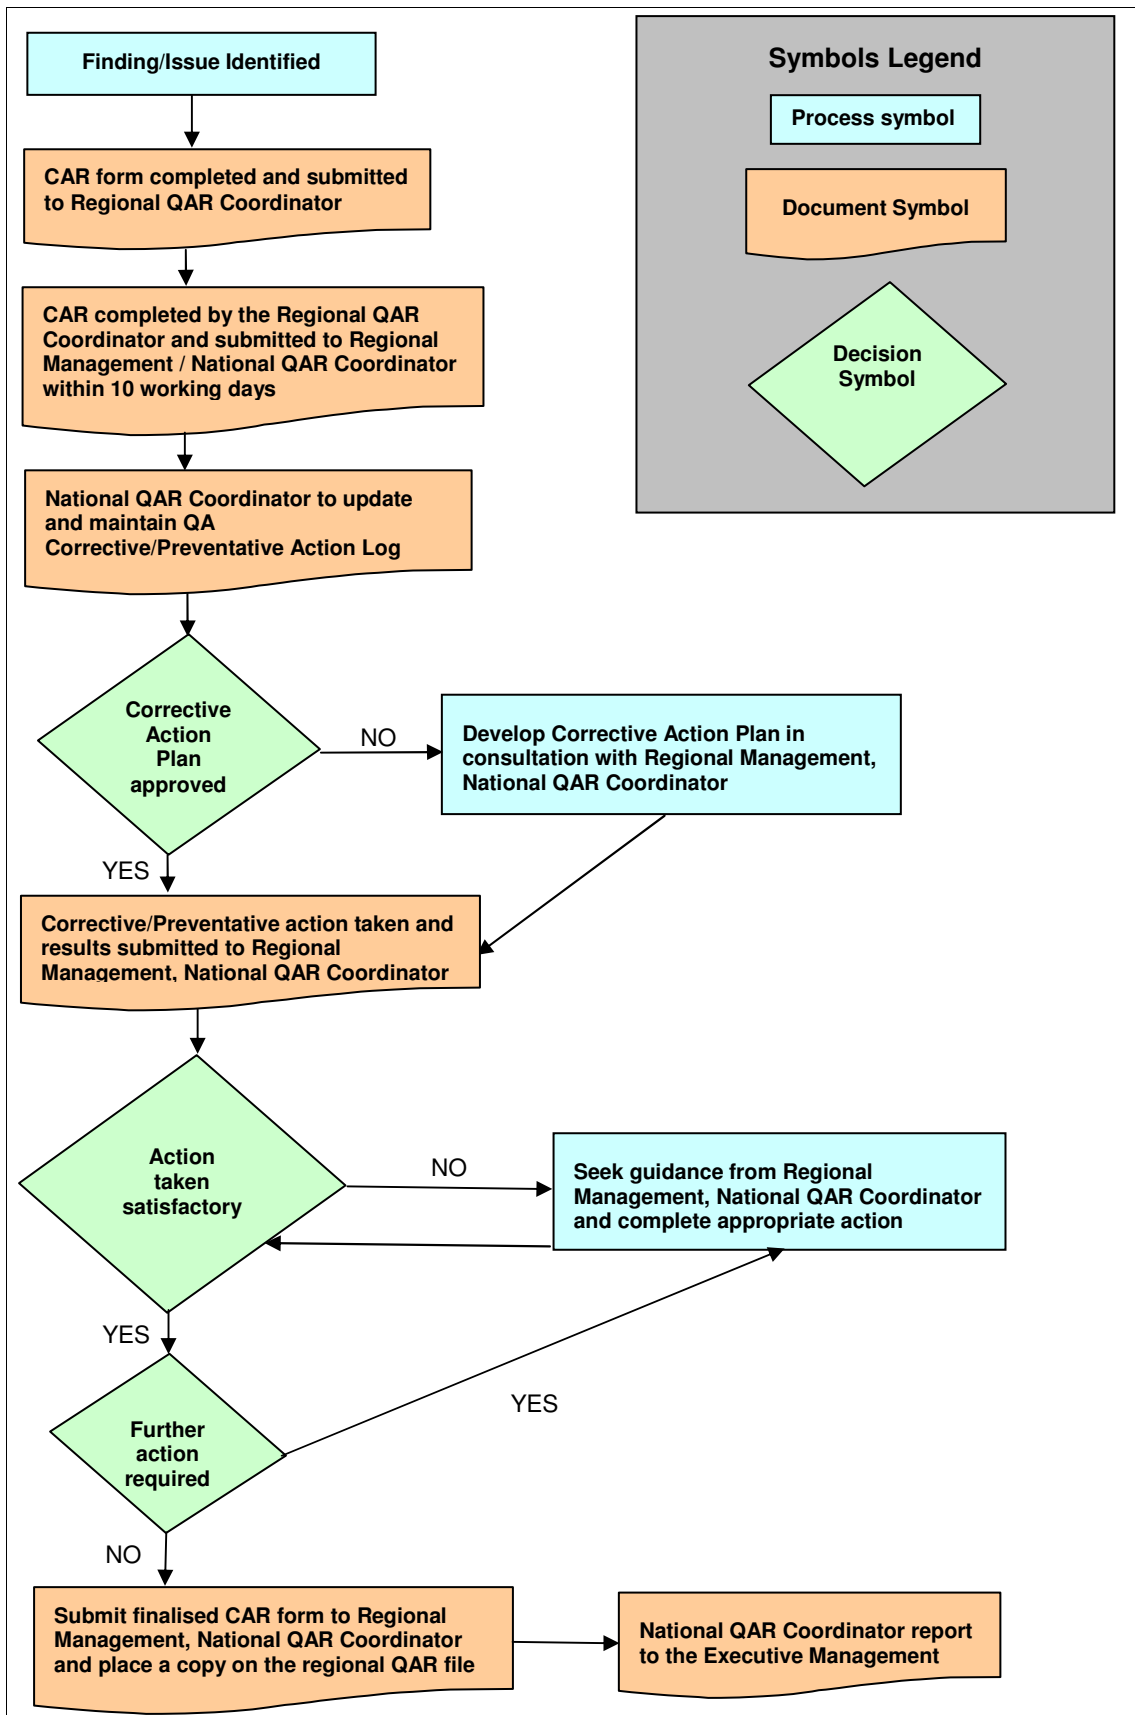 Finding/Issue Identified
Symbols Legend
Process symbol
Document Symbol
Decision
Symbol
CAR form completed and submitted
to Regional QAR Coordinator
CAR completed by the Regional QAR
Coordinator and submitted to Regional
Management / National QAR Coordinator
within 10 working days
National QAR Coordinator to update
and maintain QA
Corrective/Preventative Action Log
Corrective
Action
Plan
approved
NO
Develop Corrective Action Plan in
consultation with Regional Management,
National QAR Coordinator
YES
Corrective/Preventative action taken and
results submitted to Regional
Management, National QAR Coordinator
Action
taken
satisfactory
NO
Seek guidance from Regional
Management, National QAR Coordinator
and complete appropriate action
YES
Further
action
required
YES
NO
Submit finalised CAR form to Regional
Management, National QAR Coordinator
and place a copy on the regional QAR file
National QAR Coordinator report
to the Executive Management